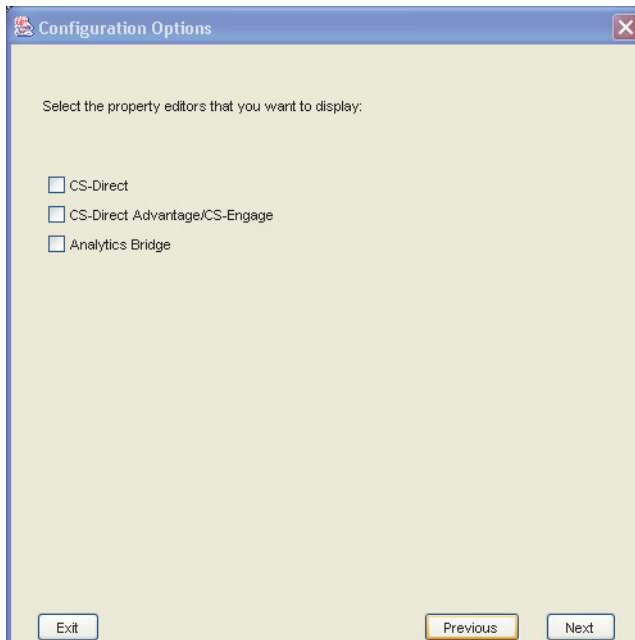 Configuration Options
Select the property editors that you want to display:
CS-Direct
CS-Direct Advantage/CS-Engage
Analytics Bridge
Exit
Previous
Next